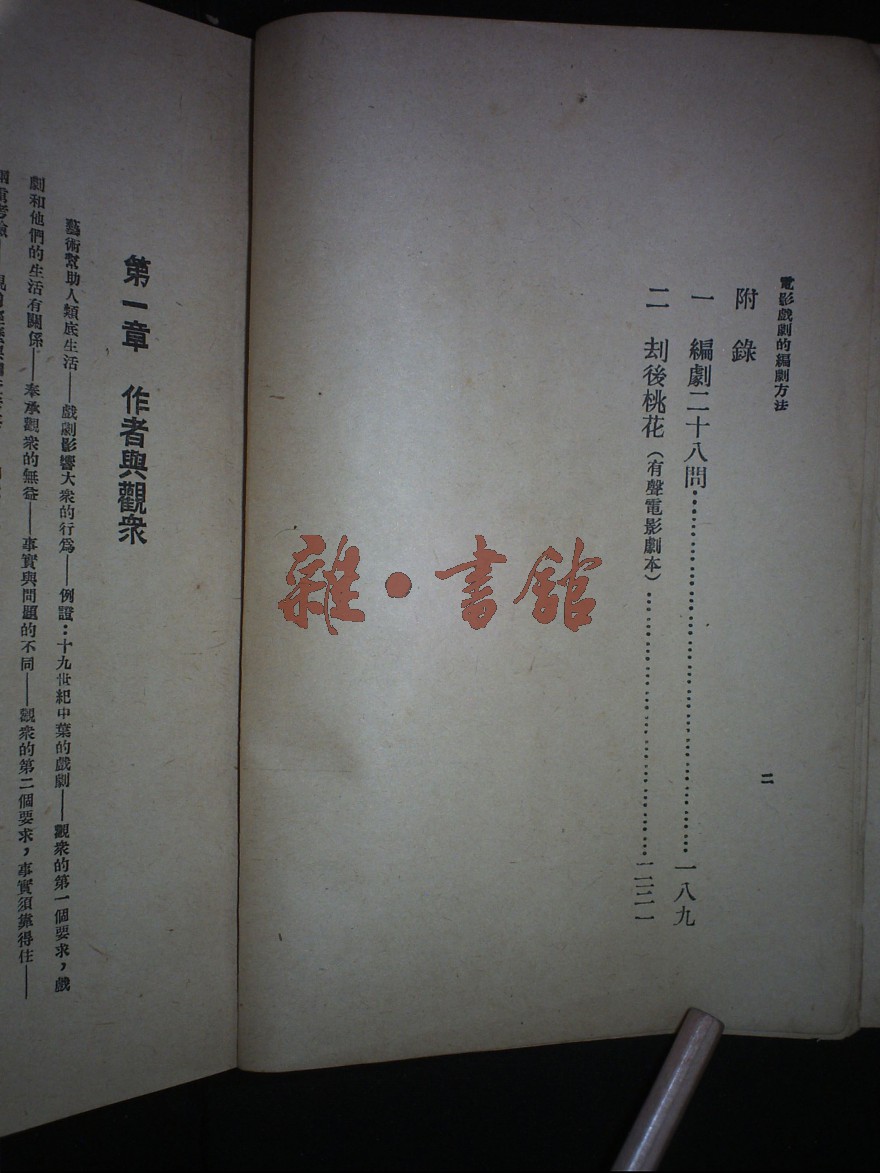 電影戲劇的編劇方法
二
附錄
一 編劇二十八問……………………………一八九
二 刦後桃花（有聲電影劇本）……………………二三一
雜·書館
第一章 作者與觀衆
藝術幫助人類底生活——戲劇影響大衆的行爲——例證：十九世紀中葉的戲劇——觀衆的第一個要求，戲
劇和他們的生活有關係——奉承觀衆的無益——事實與問題的不同——觀衆的第二個要求，事實須靠得住——